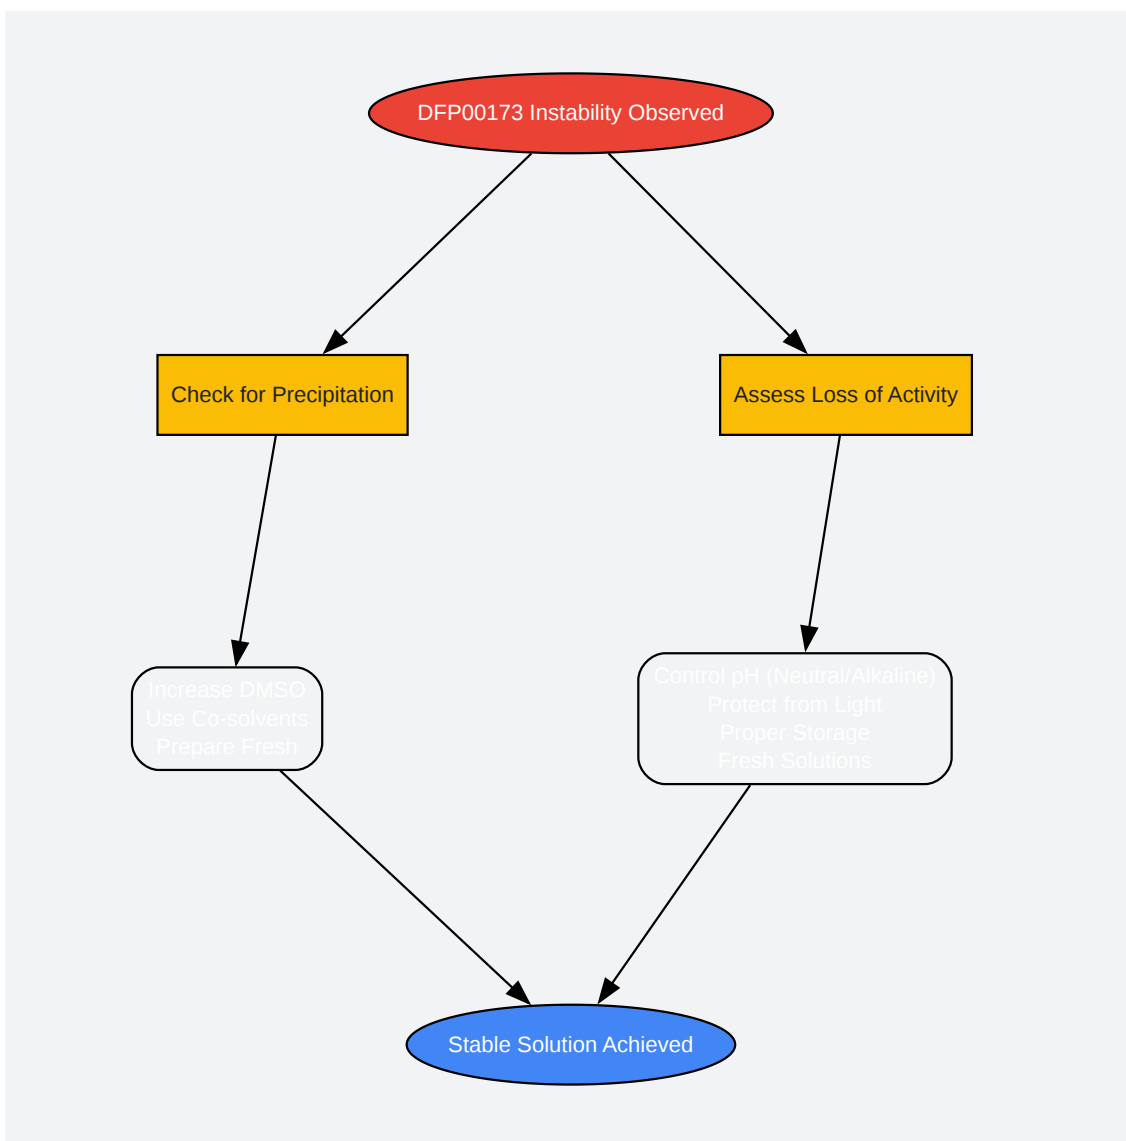 DFP00173 Instability Observed
Check for Precipitation
Assess Loss of Activity
Increase DMSO
Use Co-solvents
Prepare Fresh
Control pH (Neutral/Alkaline)
Protect from Light
Proper Storage
Fresh Solutions
Stable Solution Achieved